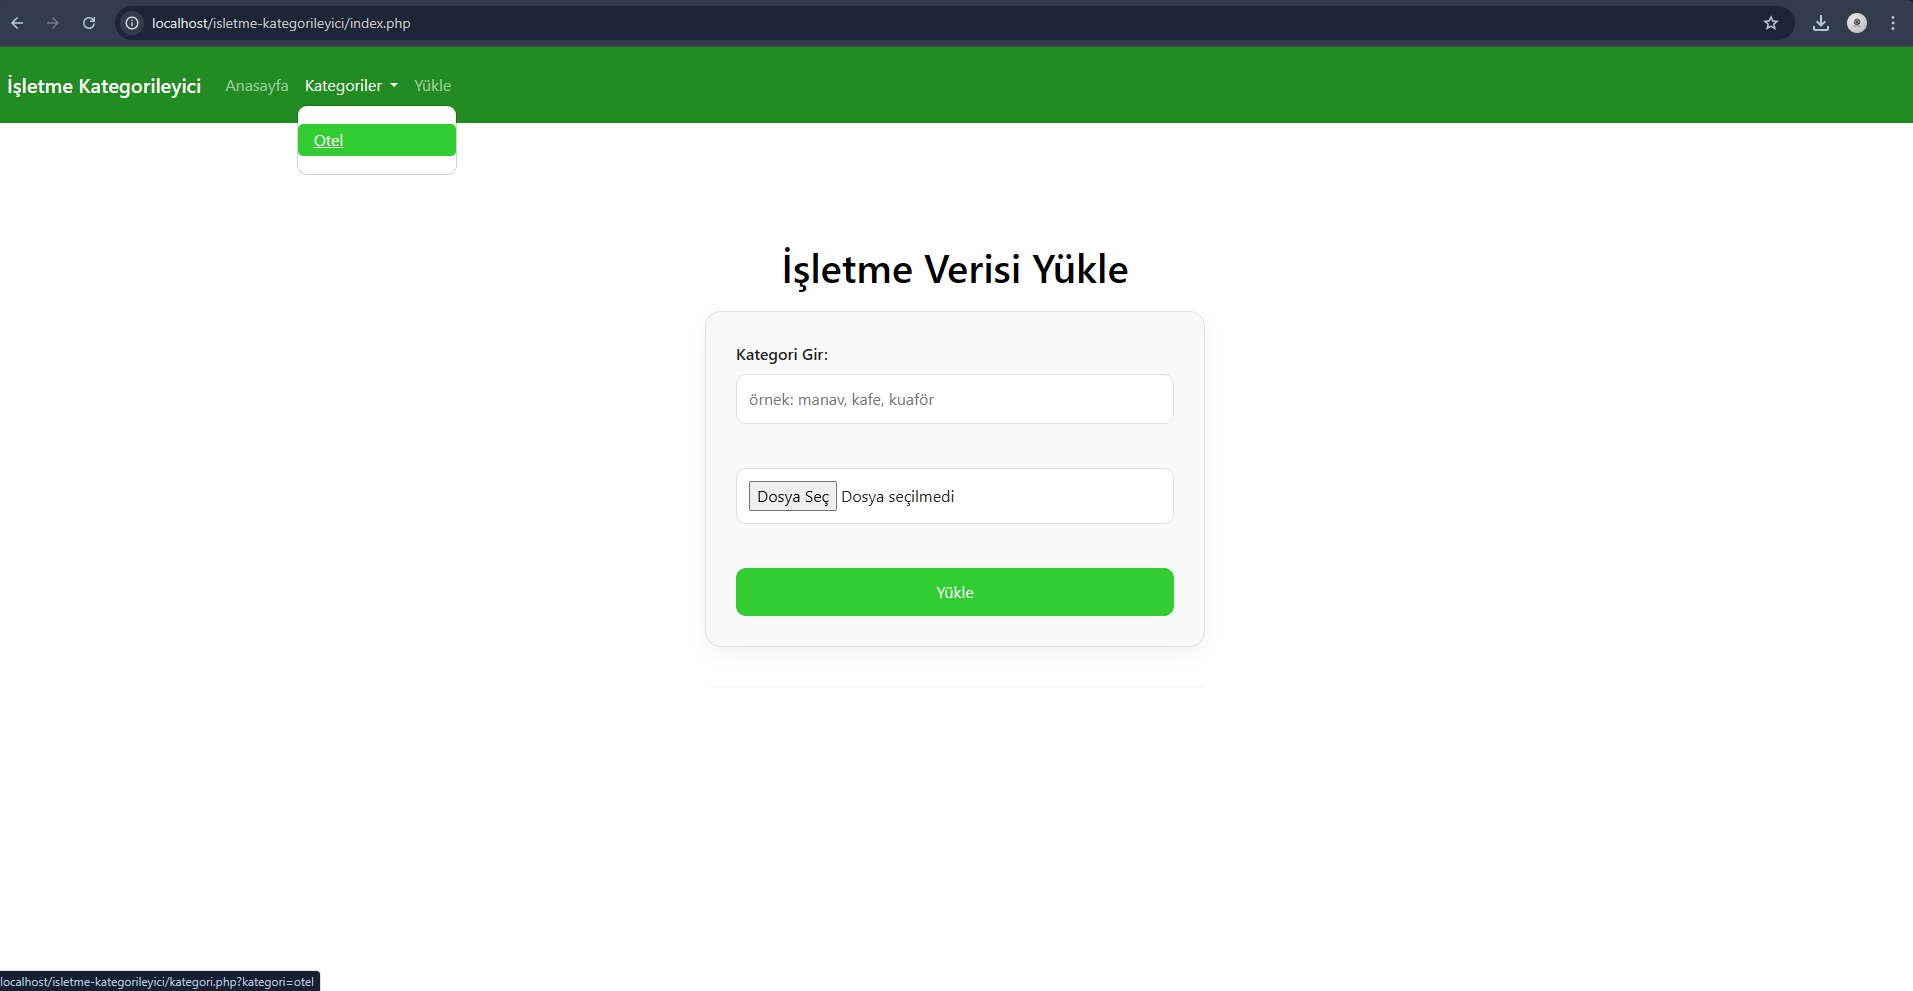 localhost/isletme-kategorileyici/index.php
İşletme Kategorileyici Anasayfa Kategoriler Yükle
Otel
İşletme Verisi Yükle
Kategori Gir:
örnek: manav, kafe, kuaför
Dosya Seç Dosya seçilmedi
Yükle
localhost/isletme-kategorileyici/kategori.php?kategori=otel